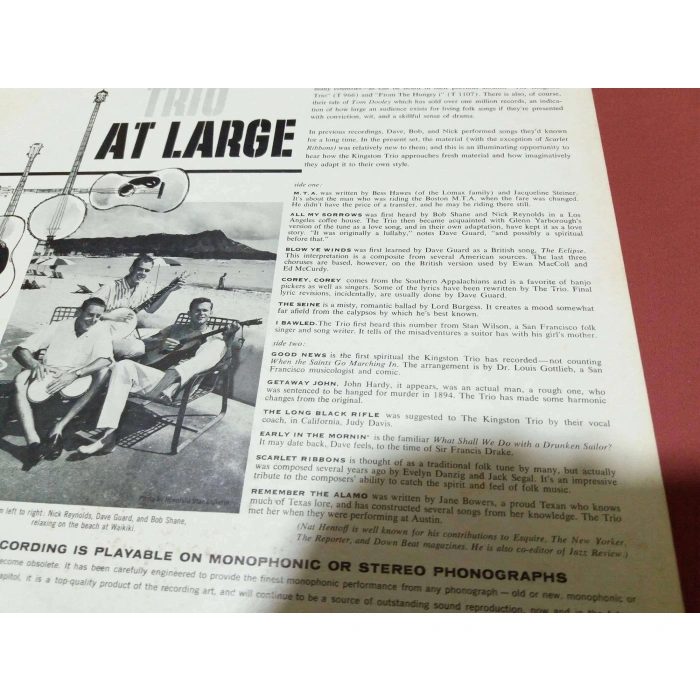 TRIO
AT LARGE
Trio" (T 996) and "From The Hungry i" (T 1107). There is also, of course,
their tale of Tom Dooley which has sold over one million records, an indica-
tion of how large an audience exists for living folk songs if they're presented
with conviction, wit, and a skillful sense of drama.
In previous recordings, Dave, Bob, and Nick performed songs they'd known
for a long time. In the present set, the material (with the exception of Scarlet
Ribbons) was relatively new to them; and this is an illuminating opportunity to
hear how the Kingston Trio approaches fresh material and how imaginatively
they adapt it to their own style.
side one:
M.T.A. was written by Bess Hawes (of the Lomax family) and Jacqueline Steiner.
It's about the man who was riding the Boston M.T.A. when the fare was changed.
He didn't have the price of a transfer, and he may be riding there still.
ALL MY SORROWS was first heard by Bob Shane and Nick Reynolds in a Los
Angeles coffee house. The Trio then became acquainted with Glenn Yarborough's
version of the tune as a love song, and in their own adaptation, have kept it as a love
story. "It was originally a lullaby," notes Dave Guard, "and possibly a spiritual
before that."
BLOW YE WINDS was first learned by Dave Guard as a British song, The Eclipse.
This interpretation is a composite from several American sources. The last three
choruses are based, however, on the British version used by Ewan MacColl and
Ed McCurdy.
COREY, COREY comes from the Southern Appalachians and is a favorite of banjo
pickers as well as singers. Some of the lyrics have been rewritten by The Trio. Final
lyric revisions, incidentally, are usually done by Dave Guard.
THE SEINE is a misty, romantic ballad by Lord Burgess. It creates a mood somewhat
far afield from the calypsos by which he's best known.
I BAWLED. The Trio first heard this number from Stan Wilson, a San Francisco folk
singer and song writer. It tells of the misadventures a suitor has with his girl's mother.
side two:
GOOD NEWS is the first spiritual the Kingston Trio has recorded—not counting
When the Saints Go Marching In. The arrangement is by Dr. Louis Gottlieb, a San
Francisco musicologist and comic.
GETAWAY JOHN. John Hardy, it appears, was an actual man, a rough one, who
was sentenced to be hanged for murder in 1894. The Trio has made some harmonic
changes from the original.
THE LONG BLACK RIFLE was suggested to The Kingston Trio by their vocal
coach, in California, Judy Davis.
EARLY IN THE MORNIN' is the familiar What Shall We Do with a Drunken Sailor?
It may date back, Dave feels, to the time of Sir Francis Drake.
SCARLET RIBBONS is thought of as a traditional folk tune by many, but actually
was composed several years ago by Evelyn Danzig and Jack Segal. It's an impressive
tribute to the composers' ability to catch the spirit and feel of folk music.
REMEMBER THE ALAMO was written by Jane Bowers, a proud Texan who knows
much of Texas lore, and has constructed several songs from her knowledge. The Trio
met her when they were performing at Austin.
(Nat Hentoff is well known for his contributions to Esquire, The New Yorker,
The Reporter, and Down Beat magazines. He is also co-editor of Jazz Review.)
Photo by Honolulu Star-Bulletin
left to right: Nick Reynolds, Dave Guard, and Bob Shane,
relaxing on the beach at Waikiki.
CORDING IS PLAYABLE ON MONOPHONIC OR STEREO PHONOGRAPHS
ecome obsolete. It has been carefully engineered to provide the finest monophonic performance from any phonograph — old or new, monophonic or
apitol, it is a top-quality product of the recording art, and will continue to be a source of outstanding sound reproduction, now and in the